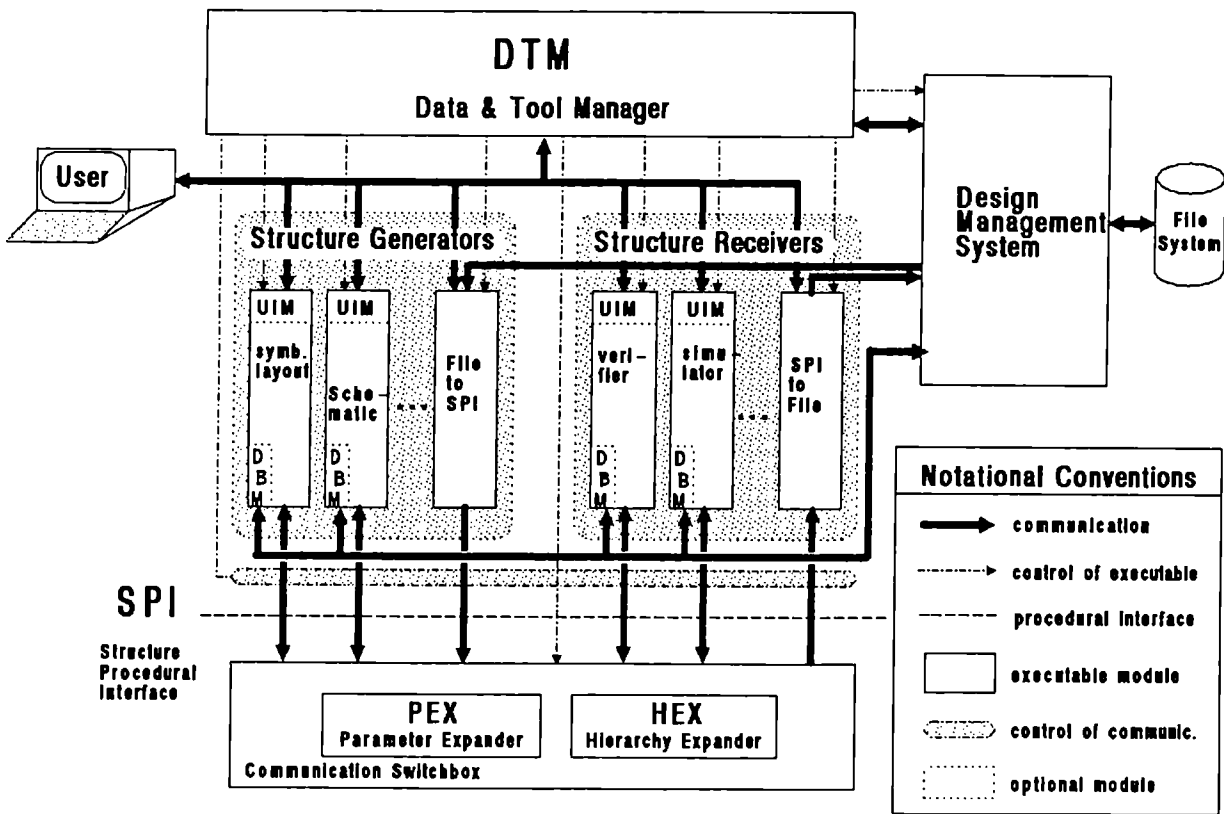 DTM
Data & Tool Manager
User
Design
Management
System
File
System
Structure Generators
Structure Receivers
UIM
symb.
layout
D
B
M
UIM
Sche-
matic
D
B
M
File
to
SPI
UIM
veri-
fier
D
B
M
UIM
simu-
lator
D
B
M
SPI
to
File
SPI
Structure
Procedural
Interface
PEX
Parameter Expander
HEX
Hierarchy Expander
Communication Switchbox
Notational Conventions
communication
control of executable
procedural interface
executable module
control of communic.
optional module